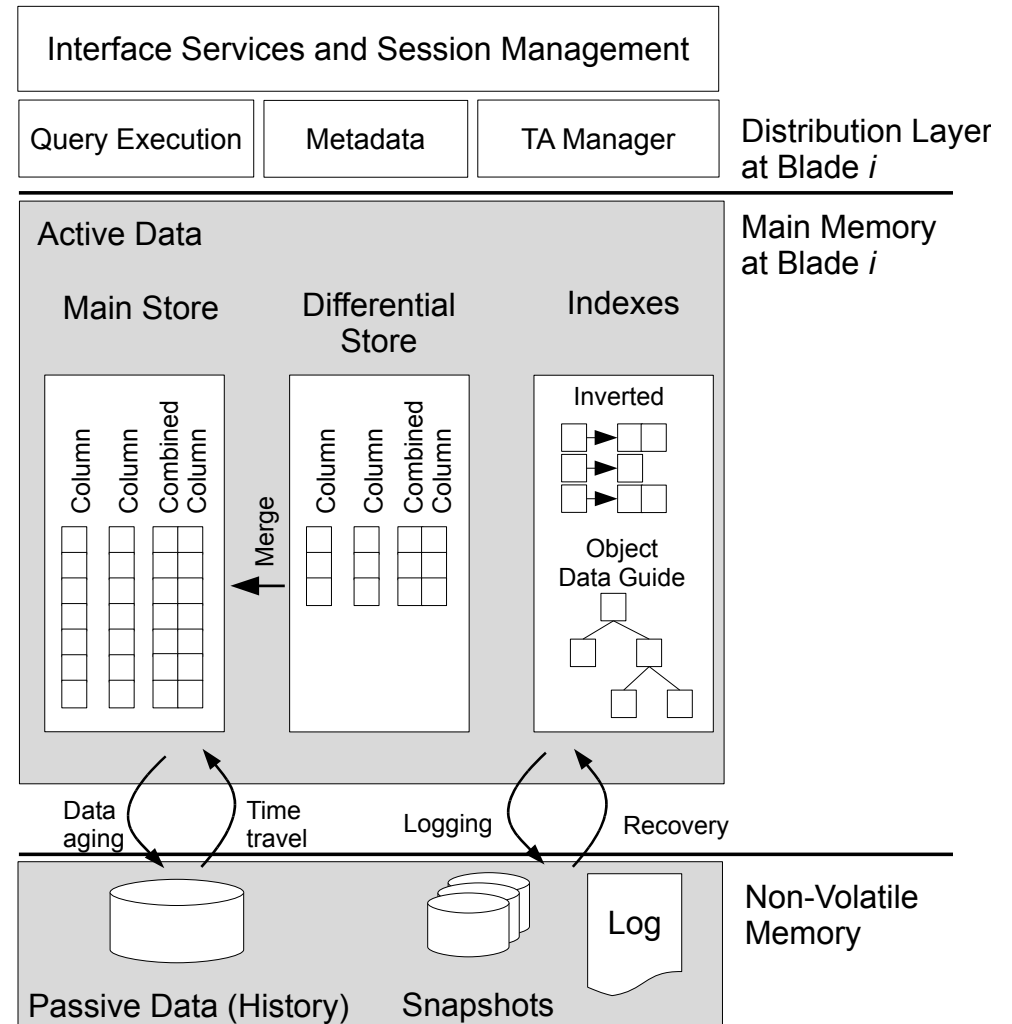 Interface Services and Session Management
Query Execution
Metadata
TA Manager
Distribution Layer
at Blade i
Active Data
Main Memory
at Blade i
Main Store
Differential
Store
Indexes
Column
Column
Combined
Column
Merge
Column
Column
Combined
Column
Inverted
Object
Data Guide
Data
aging
Time
travel
Logging
Recovery
Non-Volatile
Memory
Log
Passive Data (History)
Snapshots